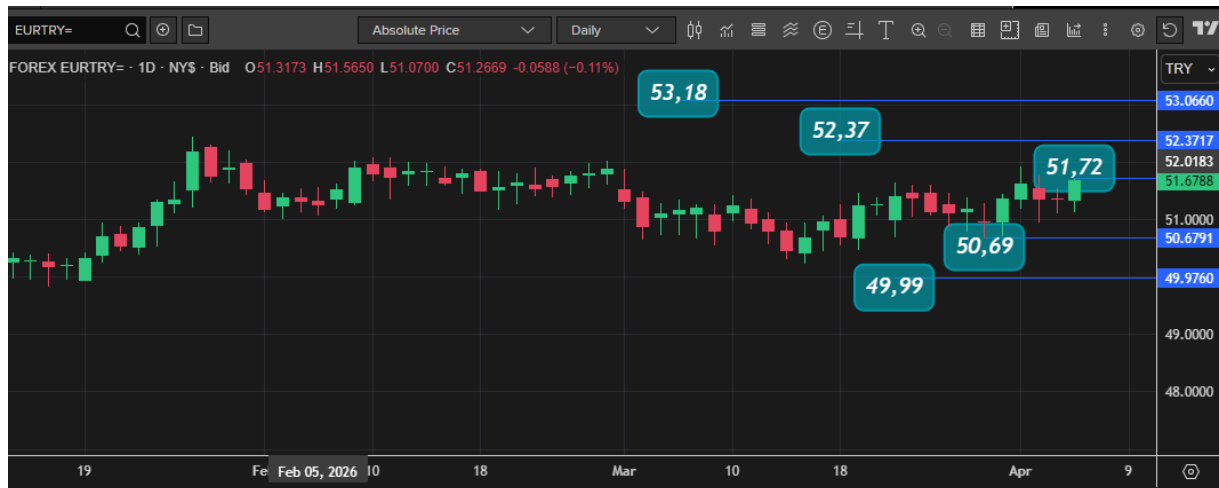 EURTRY=
Absolute Price
Daily
FOREX EURTRY= · 1D · NY$ · Bid O51.3173 H51.5650 L51.0700 C51.2669 -0.0588 (−0.11%)
TRY
53,18
53.0660
52,37
52.3717
52.0183
51,72
51.6788
51.0000
50,69
50.6791
49,99
49.9760
49.0000
48.0000
19 Fe Feb 05, 2026 10 18 Mar 10 18 Apr 9